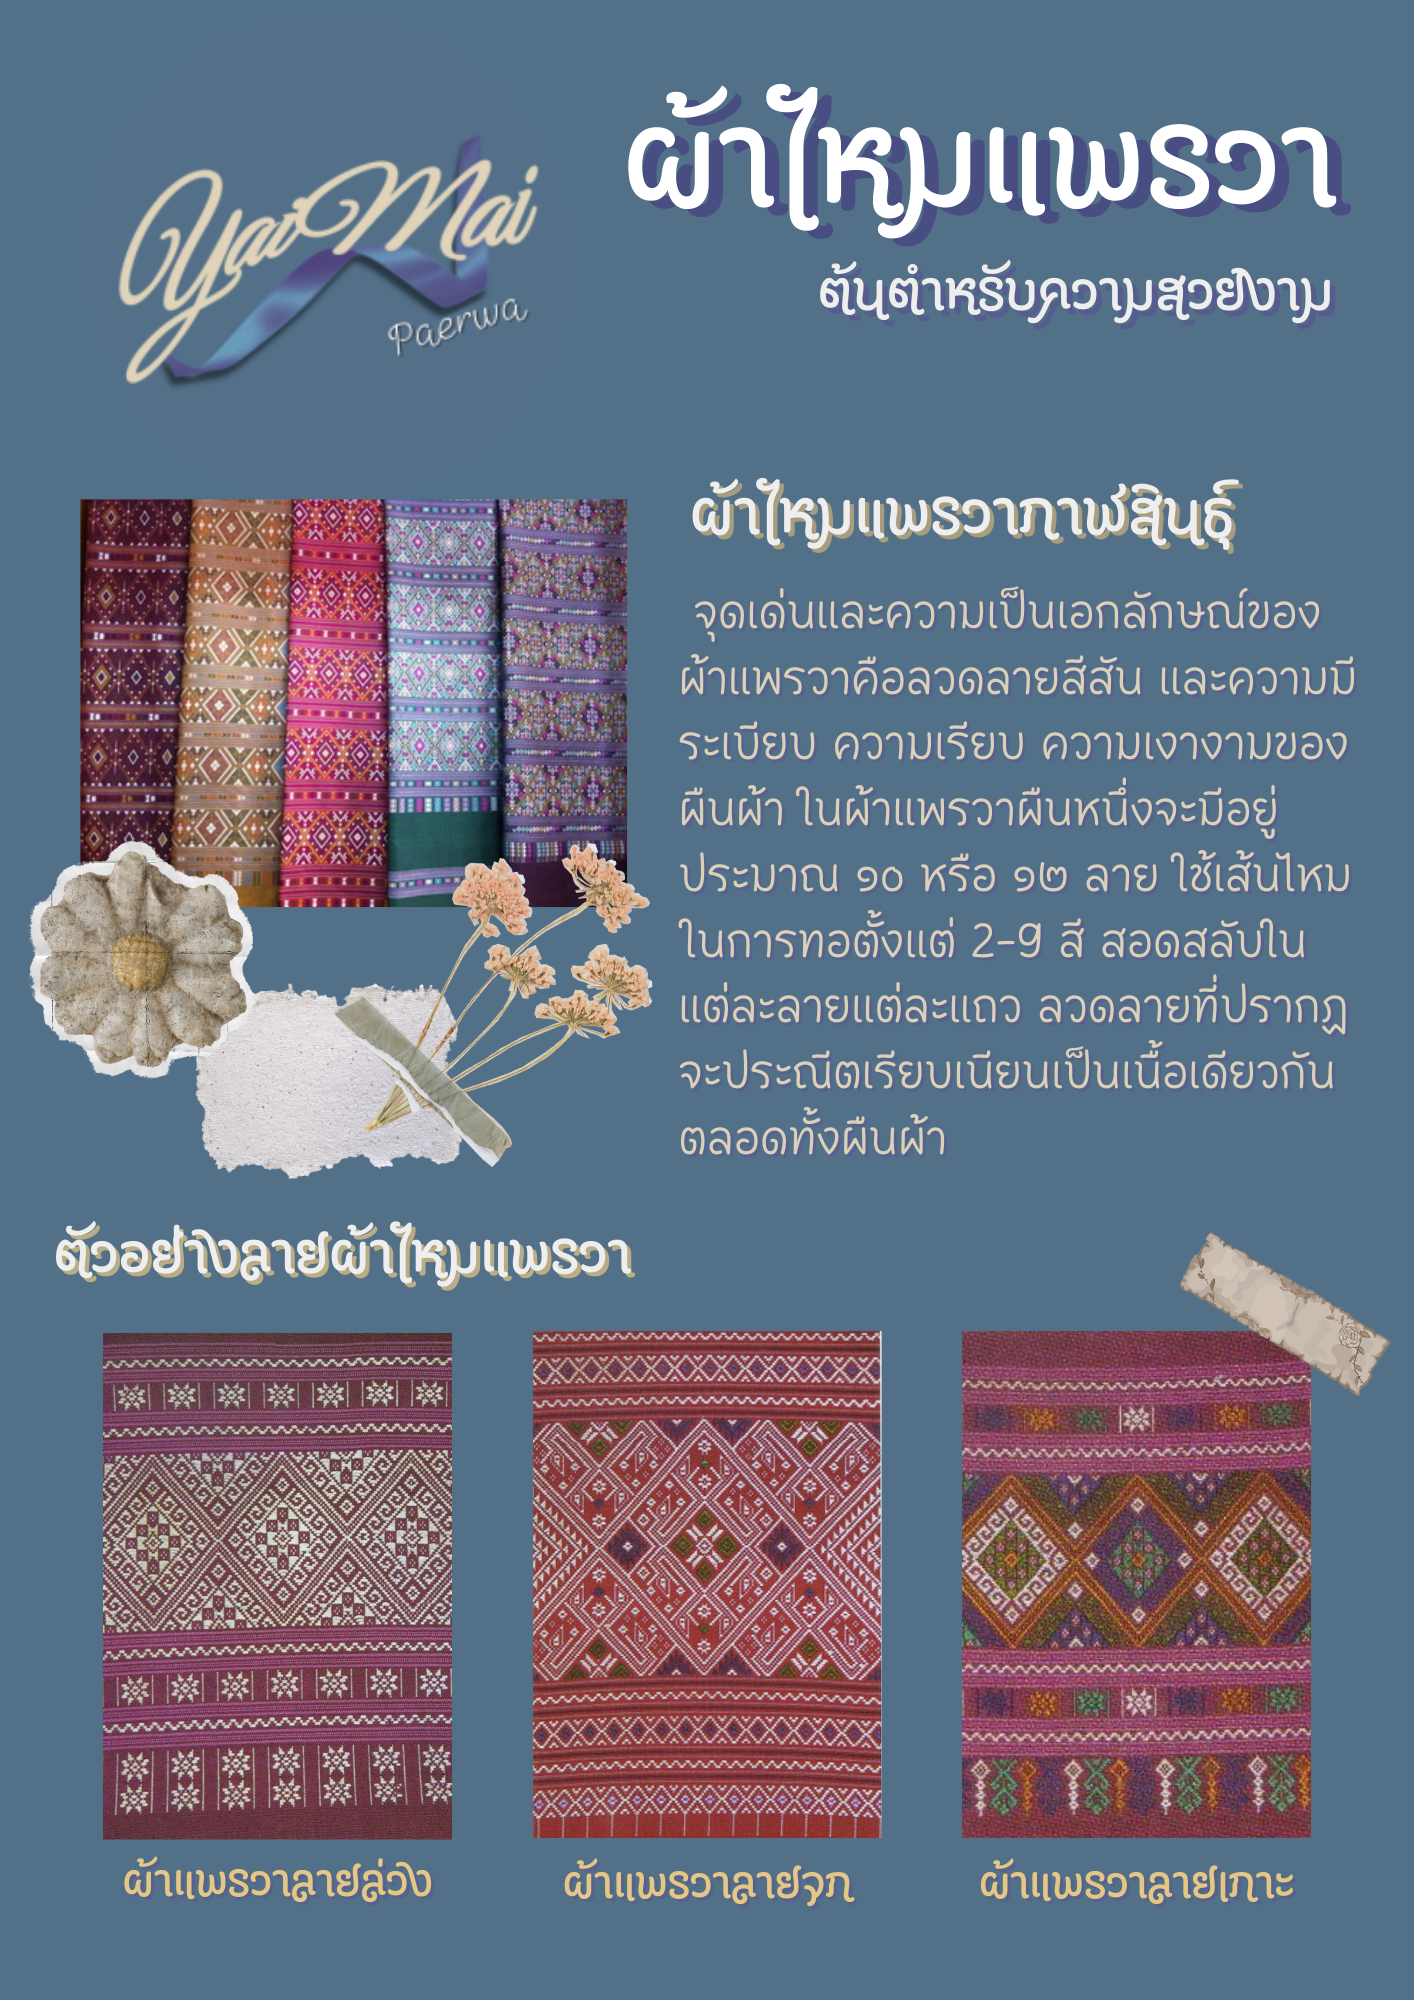 YaiMai
Paerwa
ผ้าไหมแพรวา
ต้นตำหรับความสวยงาม
ผ้าไหมแพรวากาฬสินธุ์
จุดเด่นและความเป็นเอกลักษณ์ของ
ผ้าแพรวาคือลวดลายสีสัน และความมี
ระเบียบ ความเรียบ ความเงางามของ
ผืนผ้า ในผ้าแพรวาผืนหนึ่งจะมีอยู่
ประมาณ ๑๐ หรือ ๑๒ ลาย ใช้เส้นไหม
ในการทอตั้งแต่ 2-9 สี สอดสลับใน
แต่ละลายแต่ละแถว ลวดลายที่ปรากฏ
จะประณีตเรียบเนียนเป็นเนื้อเดียวกัน
ตลอดทั้งผืนผ้า
ตัวอย่างลายผ้าไหมแพรวา
ผ้าแพรวาลายล่วง
ผ้าแพรวาลายจก
ผ้าแพรวาลายเกาะ